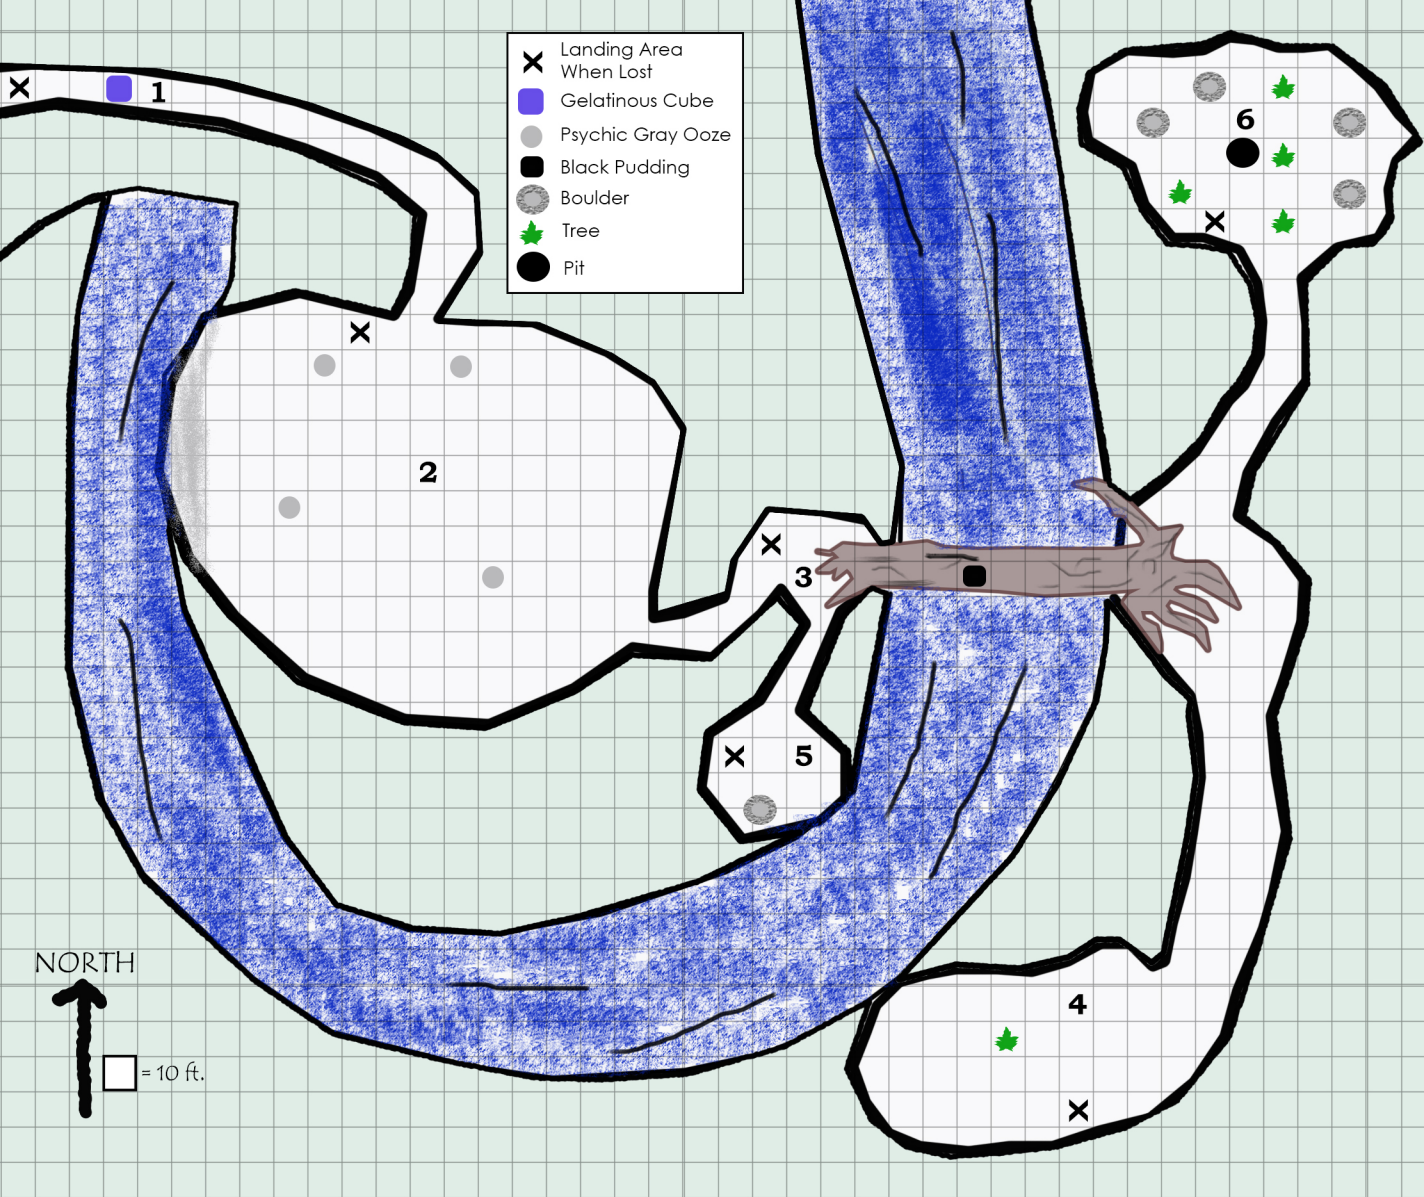 Landing Area
When Lost
Gelatinous Cube
Psychic Gray Ooze
Black Pudding
Boulder
Tree
Pit
1
6
2
3
5
4
NORTH
= 10 ft.